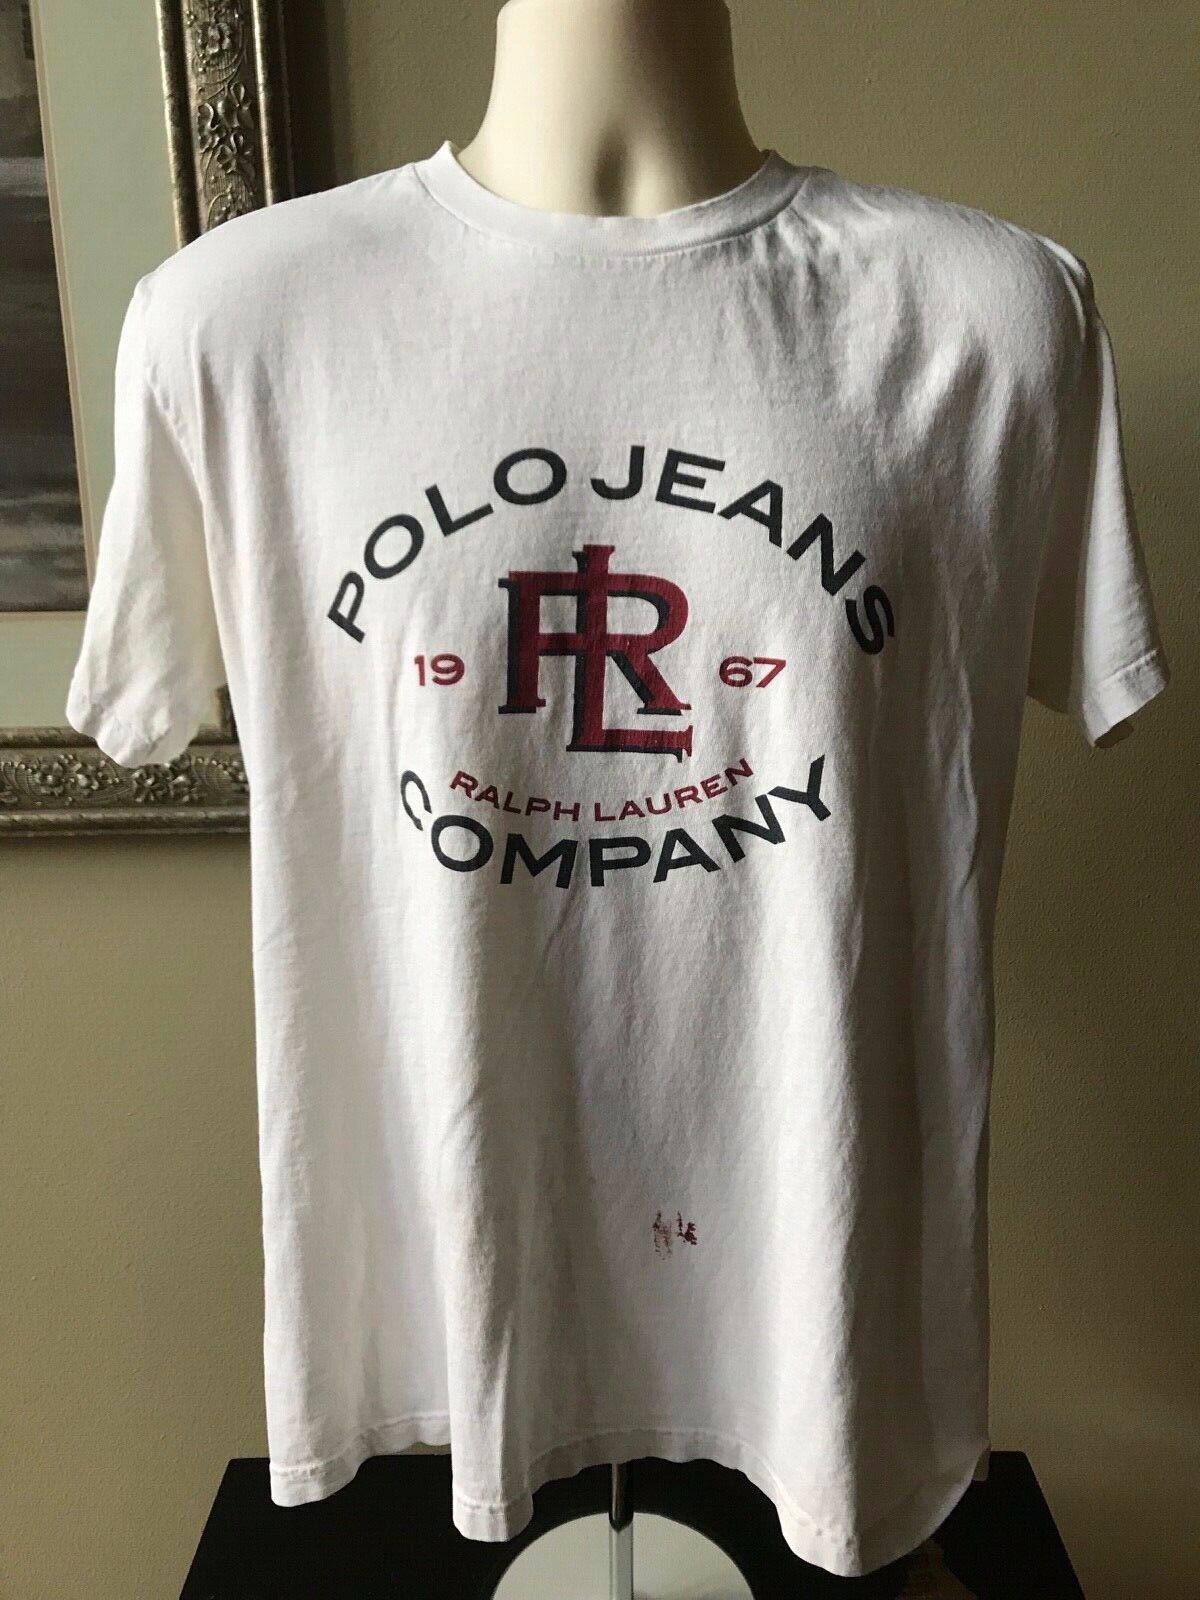 POLO JEANS
19 RL 67
RALPH LAUREN
COMPANY